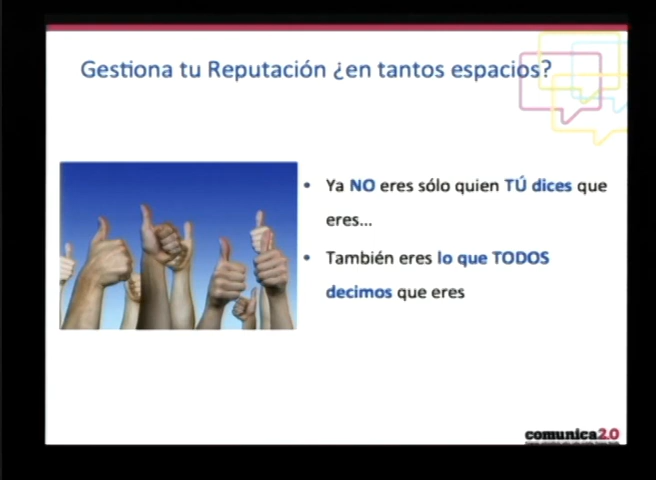 Gestiona tu Reputación ¿en tantos espacios?
• Ya NO eres sólo quien TÚ dices que
eres...
• También eres lo que TODOS
decimos que eres
comunica2.0